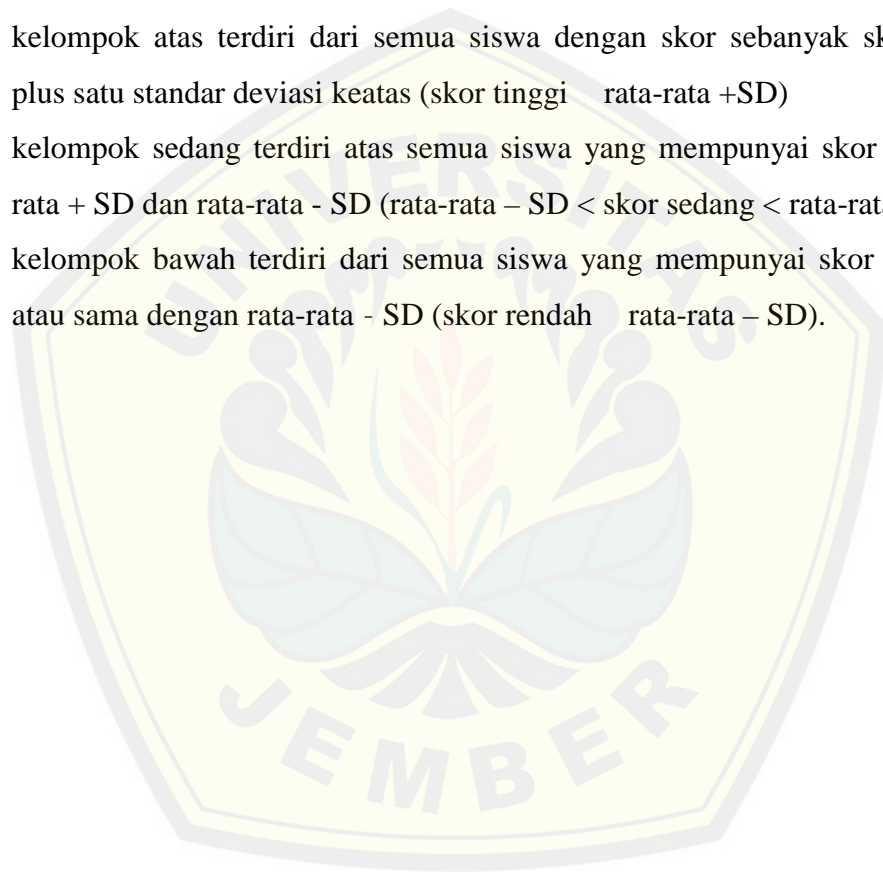 kelompok atas terdiri dari semua siswa dengan skor sebanyak
plus satu standar deviasi keatas (skor tinggi rata-rata +SD)
kelompok sedang terdiri atas semua siswa yang mempunyai skor
rata + SD dan rata-rata - SD (rata-rata – SD < skor sedang <
kelompok bawah terdiri dari semua siswa yang mempunyai skor
atau sama dengan rata-rata - SD (skor rendah rata-rata – SD).
UNIVERSITAS
JEMBER